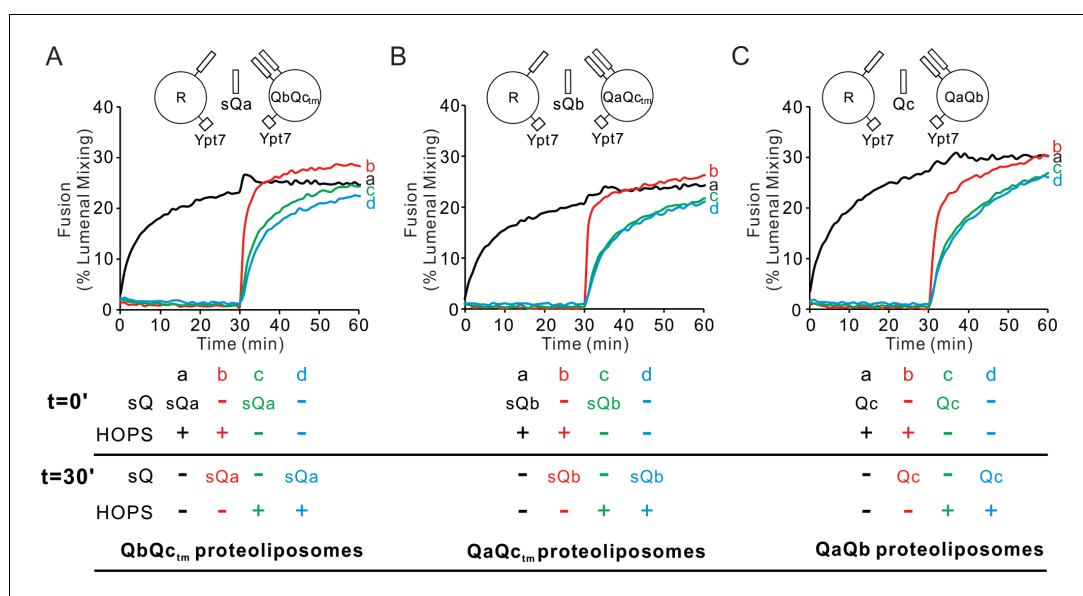 A B C
R sQa QbQctm Ypt7 Ypt7
R sQb QaQctm Ypt7 Ypt7
R Qc QaQb Ypt7 Ypt7
Fusion
(% Lumenal Mixing)
40
30
20
10
0
b
a
c
d
0 10 20 30 40 50 60
Time (min)
Fusion
(% Lumenal Mixing)
40
30
20
10
0
b
a
c
d
0 10 20 30 40 50 60
Time (min)
Fusion
(% Lumenal Mixing)
40
30
20
10
0
b
a
c
d
0 10 20 30 40 50 60
Time (min)
a b c d a b c d a b c d
t=0' sQ sQa - sQa - sQb - sQb - Qc - Qc -
HOPS + + - - + + - - + + - -
t=30' sQ - sQa - sQa - sQb - sQb - Qc - Qc
HOPS - - + + - - + + - - + +
QbQctm proteoliposomes QaQctm proteoliposomes QaQb proteoliposomes